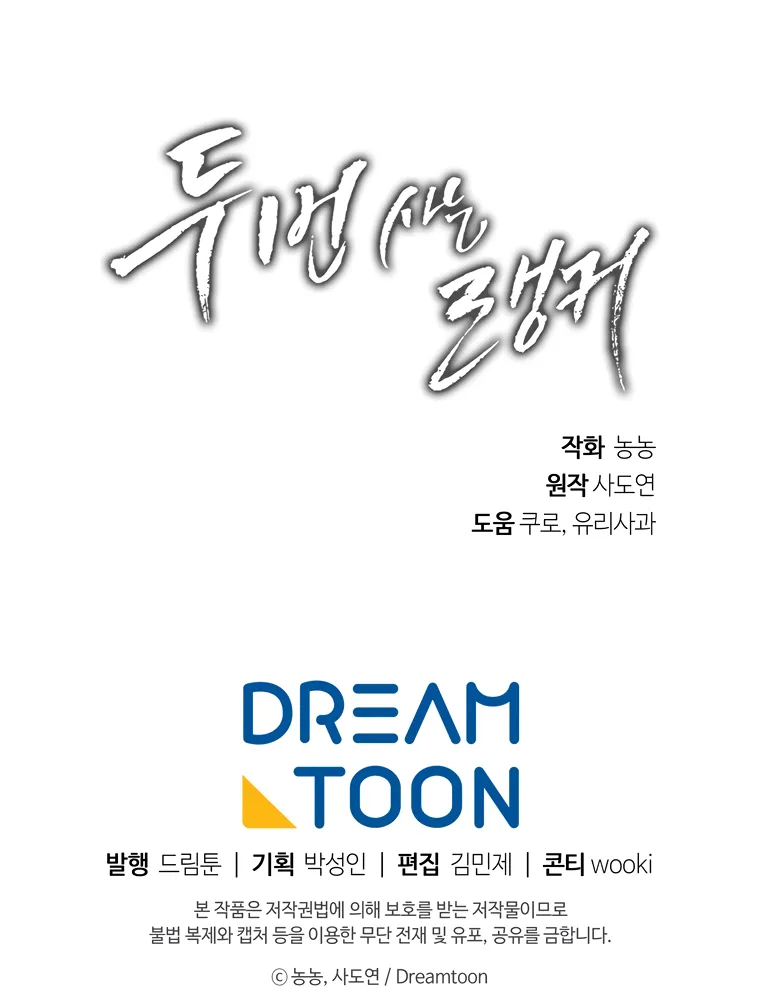 두 번 사는
랭커
작화 농농
원작 사도연
도움 쿠로, 유리사과
DREAM
TOON
발행 드림툰 | 기획 박성인 | 편집 김민제 | 콘티 wooki
본 작품은 저작권법에 의해 보호를 받는 저작물이므로
불법 복제와 캡처 등을 이용한 무단 전재 및 유포, 공유를 금합니다.
ⓒ 농농, 사도연 / Dreamtoon